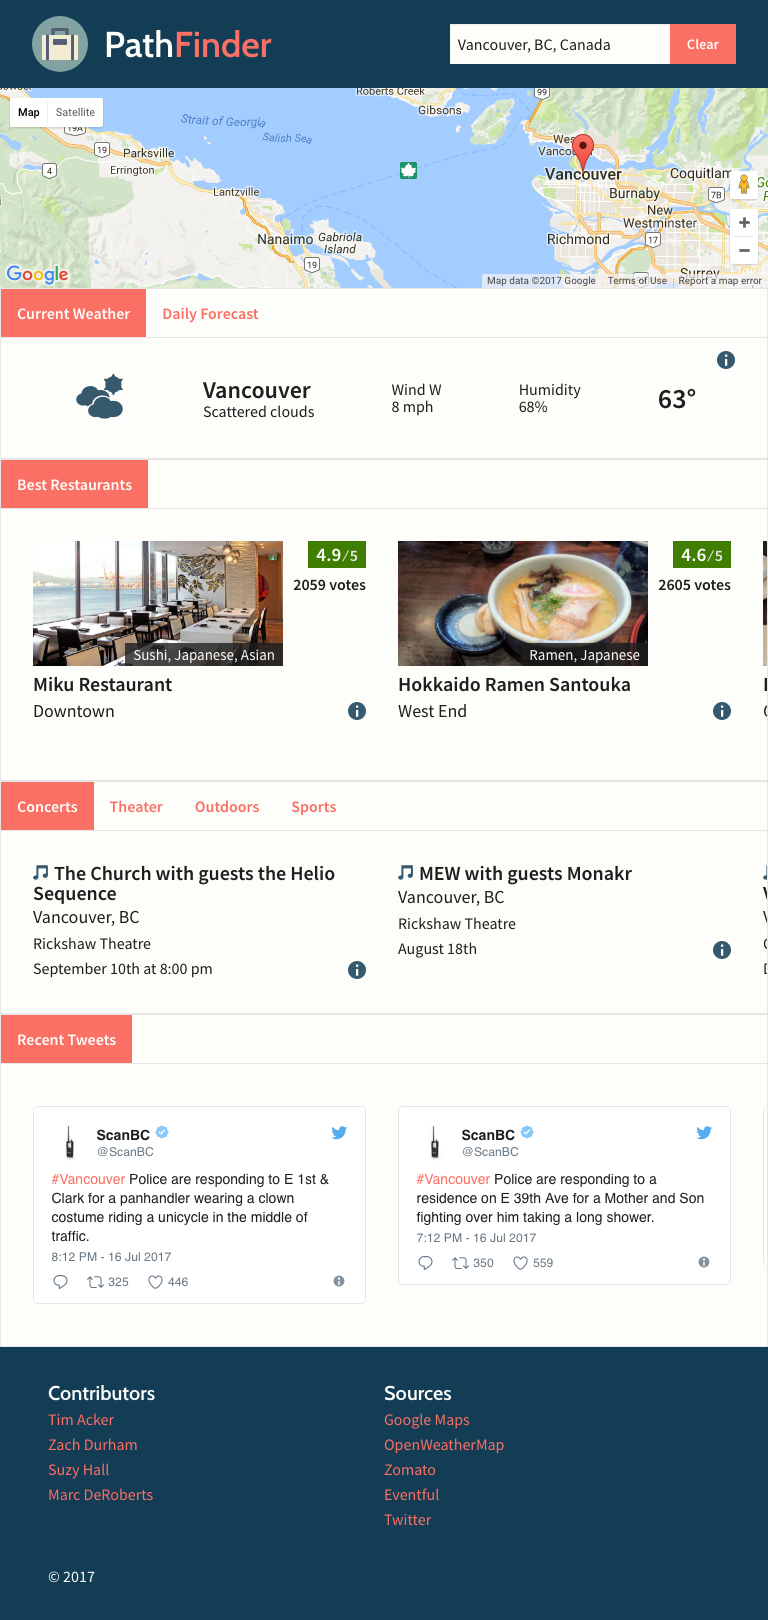 PathFinder
Vancouver, BC, Canada
Clear
Roberts Creek
99
Gibsons
Map
Satellite
19A
Strait of Georgia
Salish Sea
19
Parksville
4
Errington
Vancouver
Coquitlam
Lantzville
Burnaby
7B
New
Westminster
Nanaimo
Gabriola
Island
Richmond
17
19
Surrey
Google
Map data ©2017 Google
Terms of Use
Report a map error
Current Weather
Daily Forecast
Vancouver
Scattered clouds
Wind W
8 mph
Humidity
68%
63°
Best Restaurants
4.9/5
2059 votes
Sushi, Japanese, Asian
Miku Restaurant
Downtown
4.6/5
2605 votes
Ramen, Japanese
Hokkaido Ramen Santouka
West End
Concerts
Theater
Outdoors
Sports
The Church with guests the Helio
Sequence
Vancouver, BC
Rickshaw Theatre
September 10th at 8:00 pm
MEW with guests Monakr
Vancouver, BC
Rickshaw Theatre
August 18th
Recent Tweets
ScanBC
@ScanBC
#Vancouver Police are responding to E 1st &
Clark for a panhandler wearing a clown
costume riding a unicycle in the middle of
traffic.
8:12 PM - 16 Jul 2017
325
446
ScanBC
@ScanBC
#Vancouver Police are responding to a
residence on E 39th Ave for a Mother and Son
fighting over him taking a long shower.
7:12 PM - 16 Jul 2017
350
559
Contributors
Tim Acker
Zach Durham
Suzy Hall
Marc DeRoberts
Sources
Google Maps
OpenWeatherMap
Zomato
Eventful
Twitter
© 2017